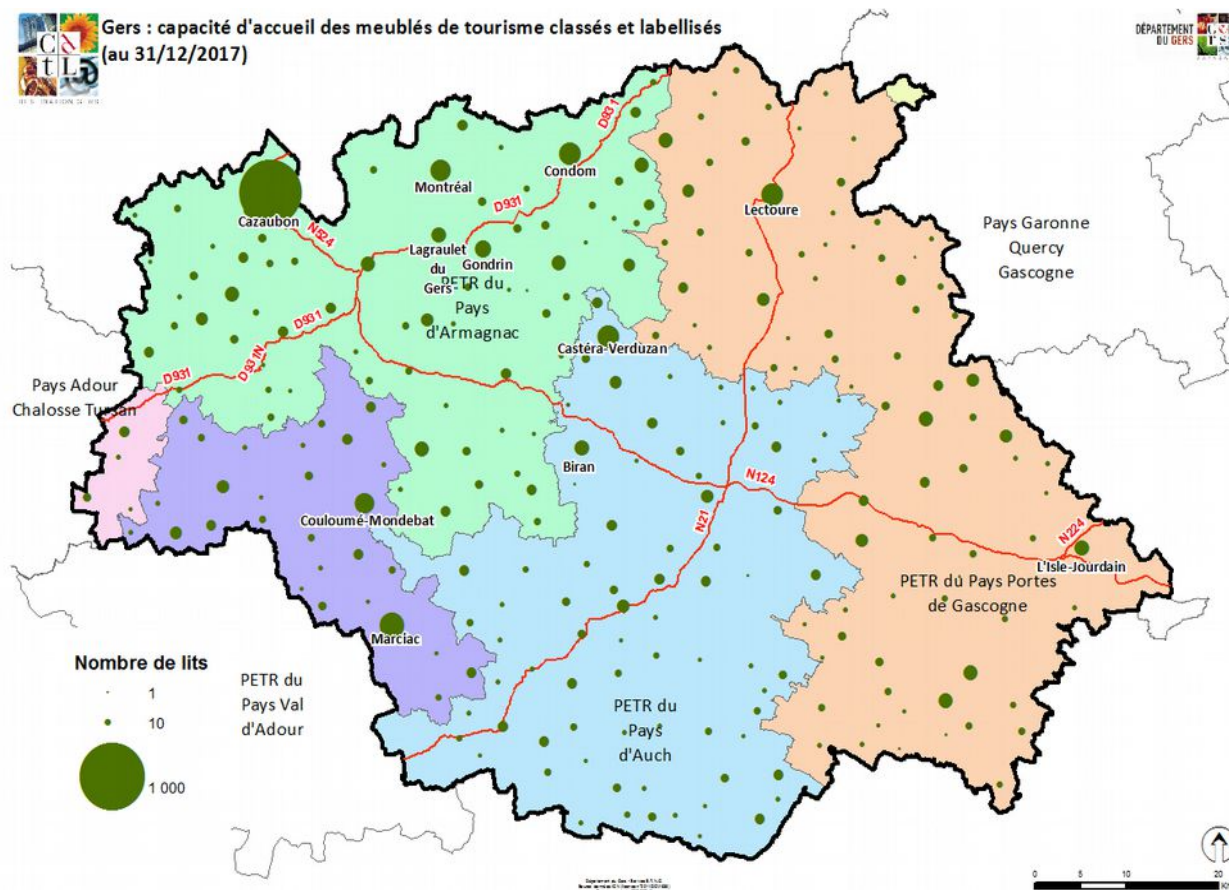 Gers : capacité d'accueil des meublés de tourisme classés et labellisés
(au 31/12/2017)
DÉPARTEMENT
DU GERS
D931
Condom
Montréal
Cazaubon
D931
N524
Lectoure
Pays Garonne
Quercy
Gascogne
Lagraulet
du
Gers
Gondrin
PETR du
Pays
d'Armagnac
D931
D931N
D931
Castéra-Verduzan
Pays Adour
Chalosse Tursan
Biran
N124
N21
Couloumé-Mondebat
N224
L'Isle-Jourdain
PETR du Pays Portes
de Gascogne
Marciac
Nombre de lits
1
10
1 000
PETR du
Pays Val
d'Adour
PETR du
Pays
d'Auch
0 5 10 20